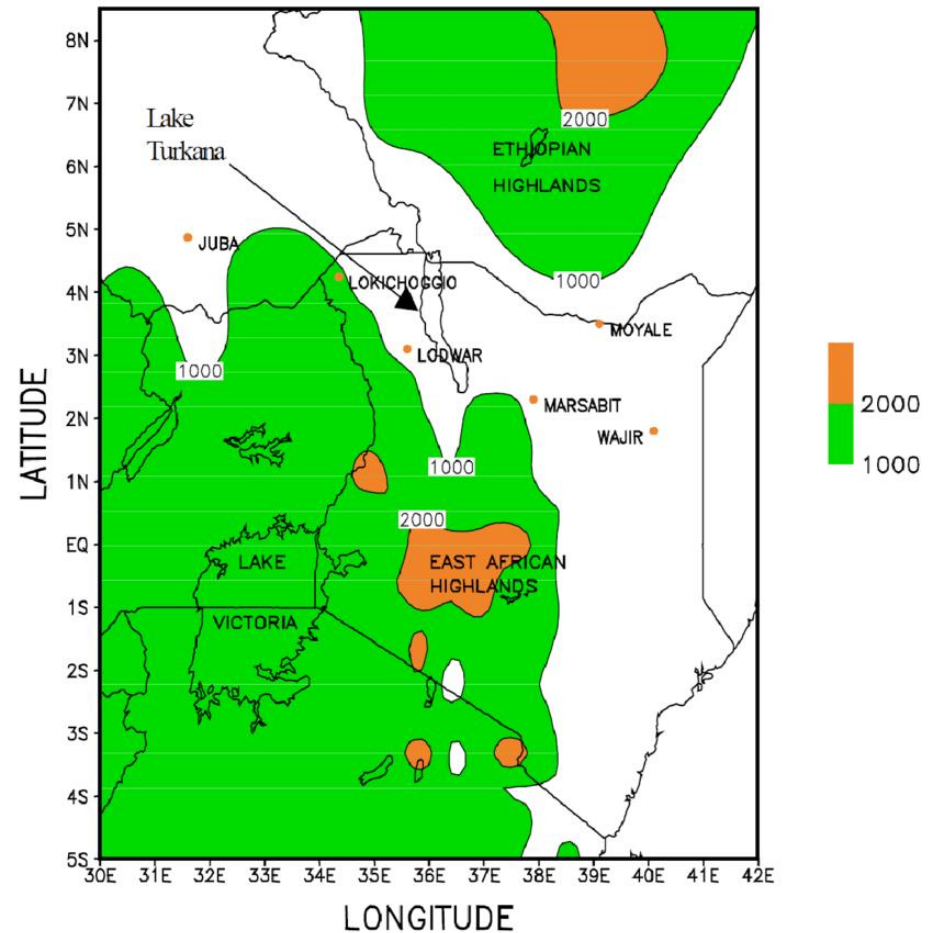 8N
7N
6N
5N
4N
3N
2N
1N
EQ
1S
2S
3S
4S
5S
LATITUDE
Lake
Turkana
2000
ETHIOPIAN
HIGHLANDS
JUBA
1000
LOKICHOGGIO
MOYALE
LODWAR
1000
MARSABIT
WAJIR
1000
2000
LAKE
VICTORIA
EAST AFRICAN
HIGHLANDS
2000
1000
30E 31E 32E 33E 34E 35E 36E 37E 38E 39E 40E 41E 42E
LONGITUDE